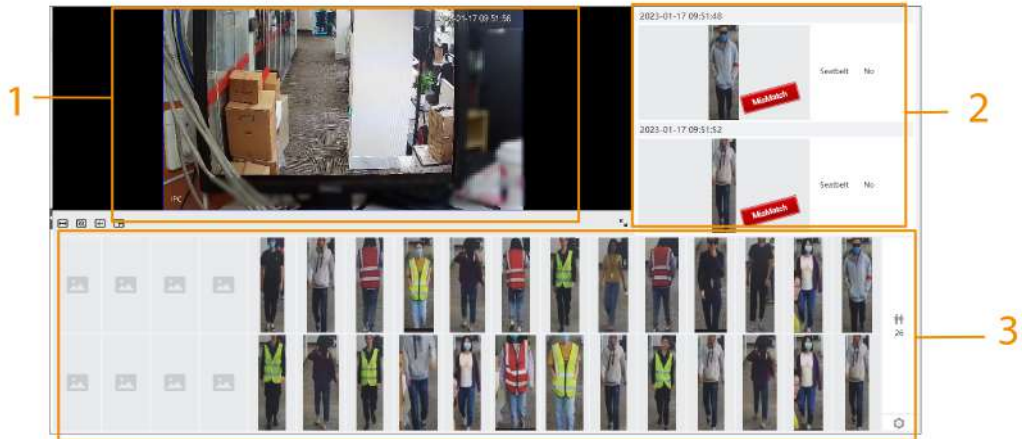 1
2023-01-17 09:51:56
IPC
2023-01-17 09:51:48
MisMatch
Seatbelt No
2023-01-17 09:51:52
MisMatch
Seatbelt No
2
26
3